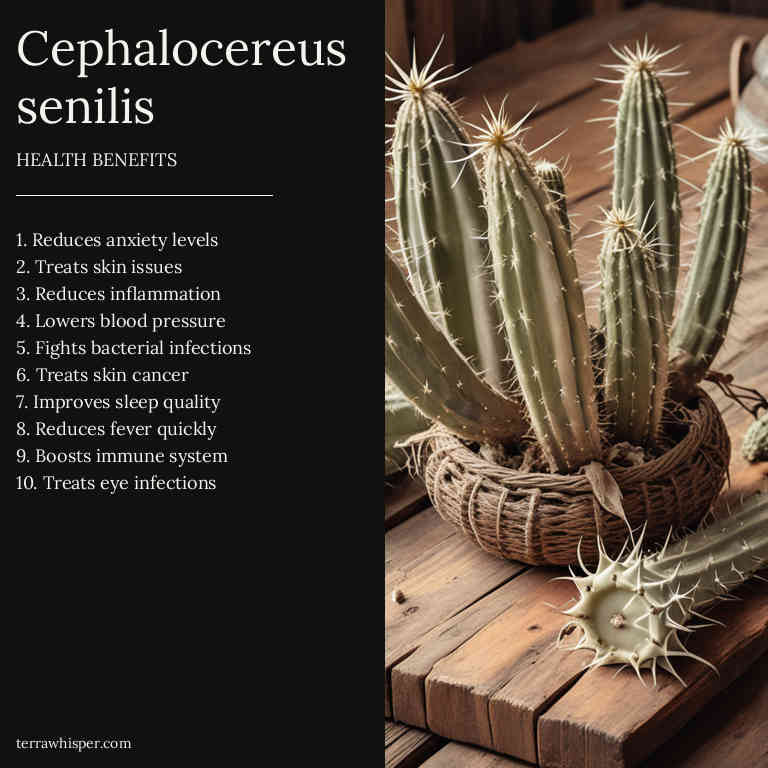 Cephalocereus
senilis
HEALTH BENEFITS
1. Reduces anxiety levels
2. Treats skin issues
3. Reduces inflammation
4. Lowers blood pressure
5. Fights bacterial infections
6. Treats skin cancer
7. Improves sleep quality
8. Reduces fever quickly
9. Boosts immune system
10. Treats eye infections
terrawhisper.com